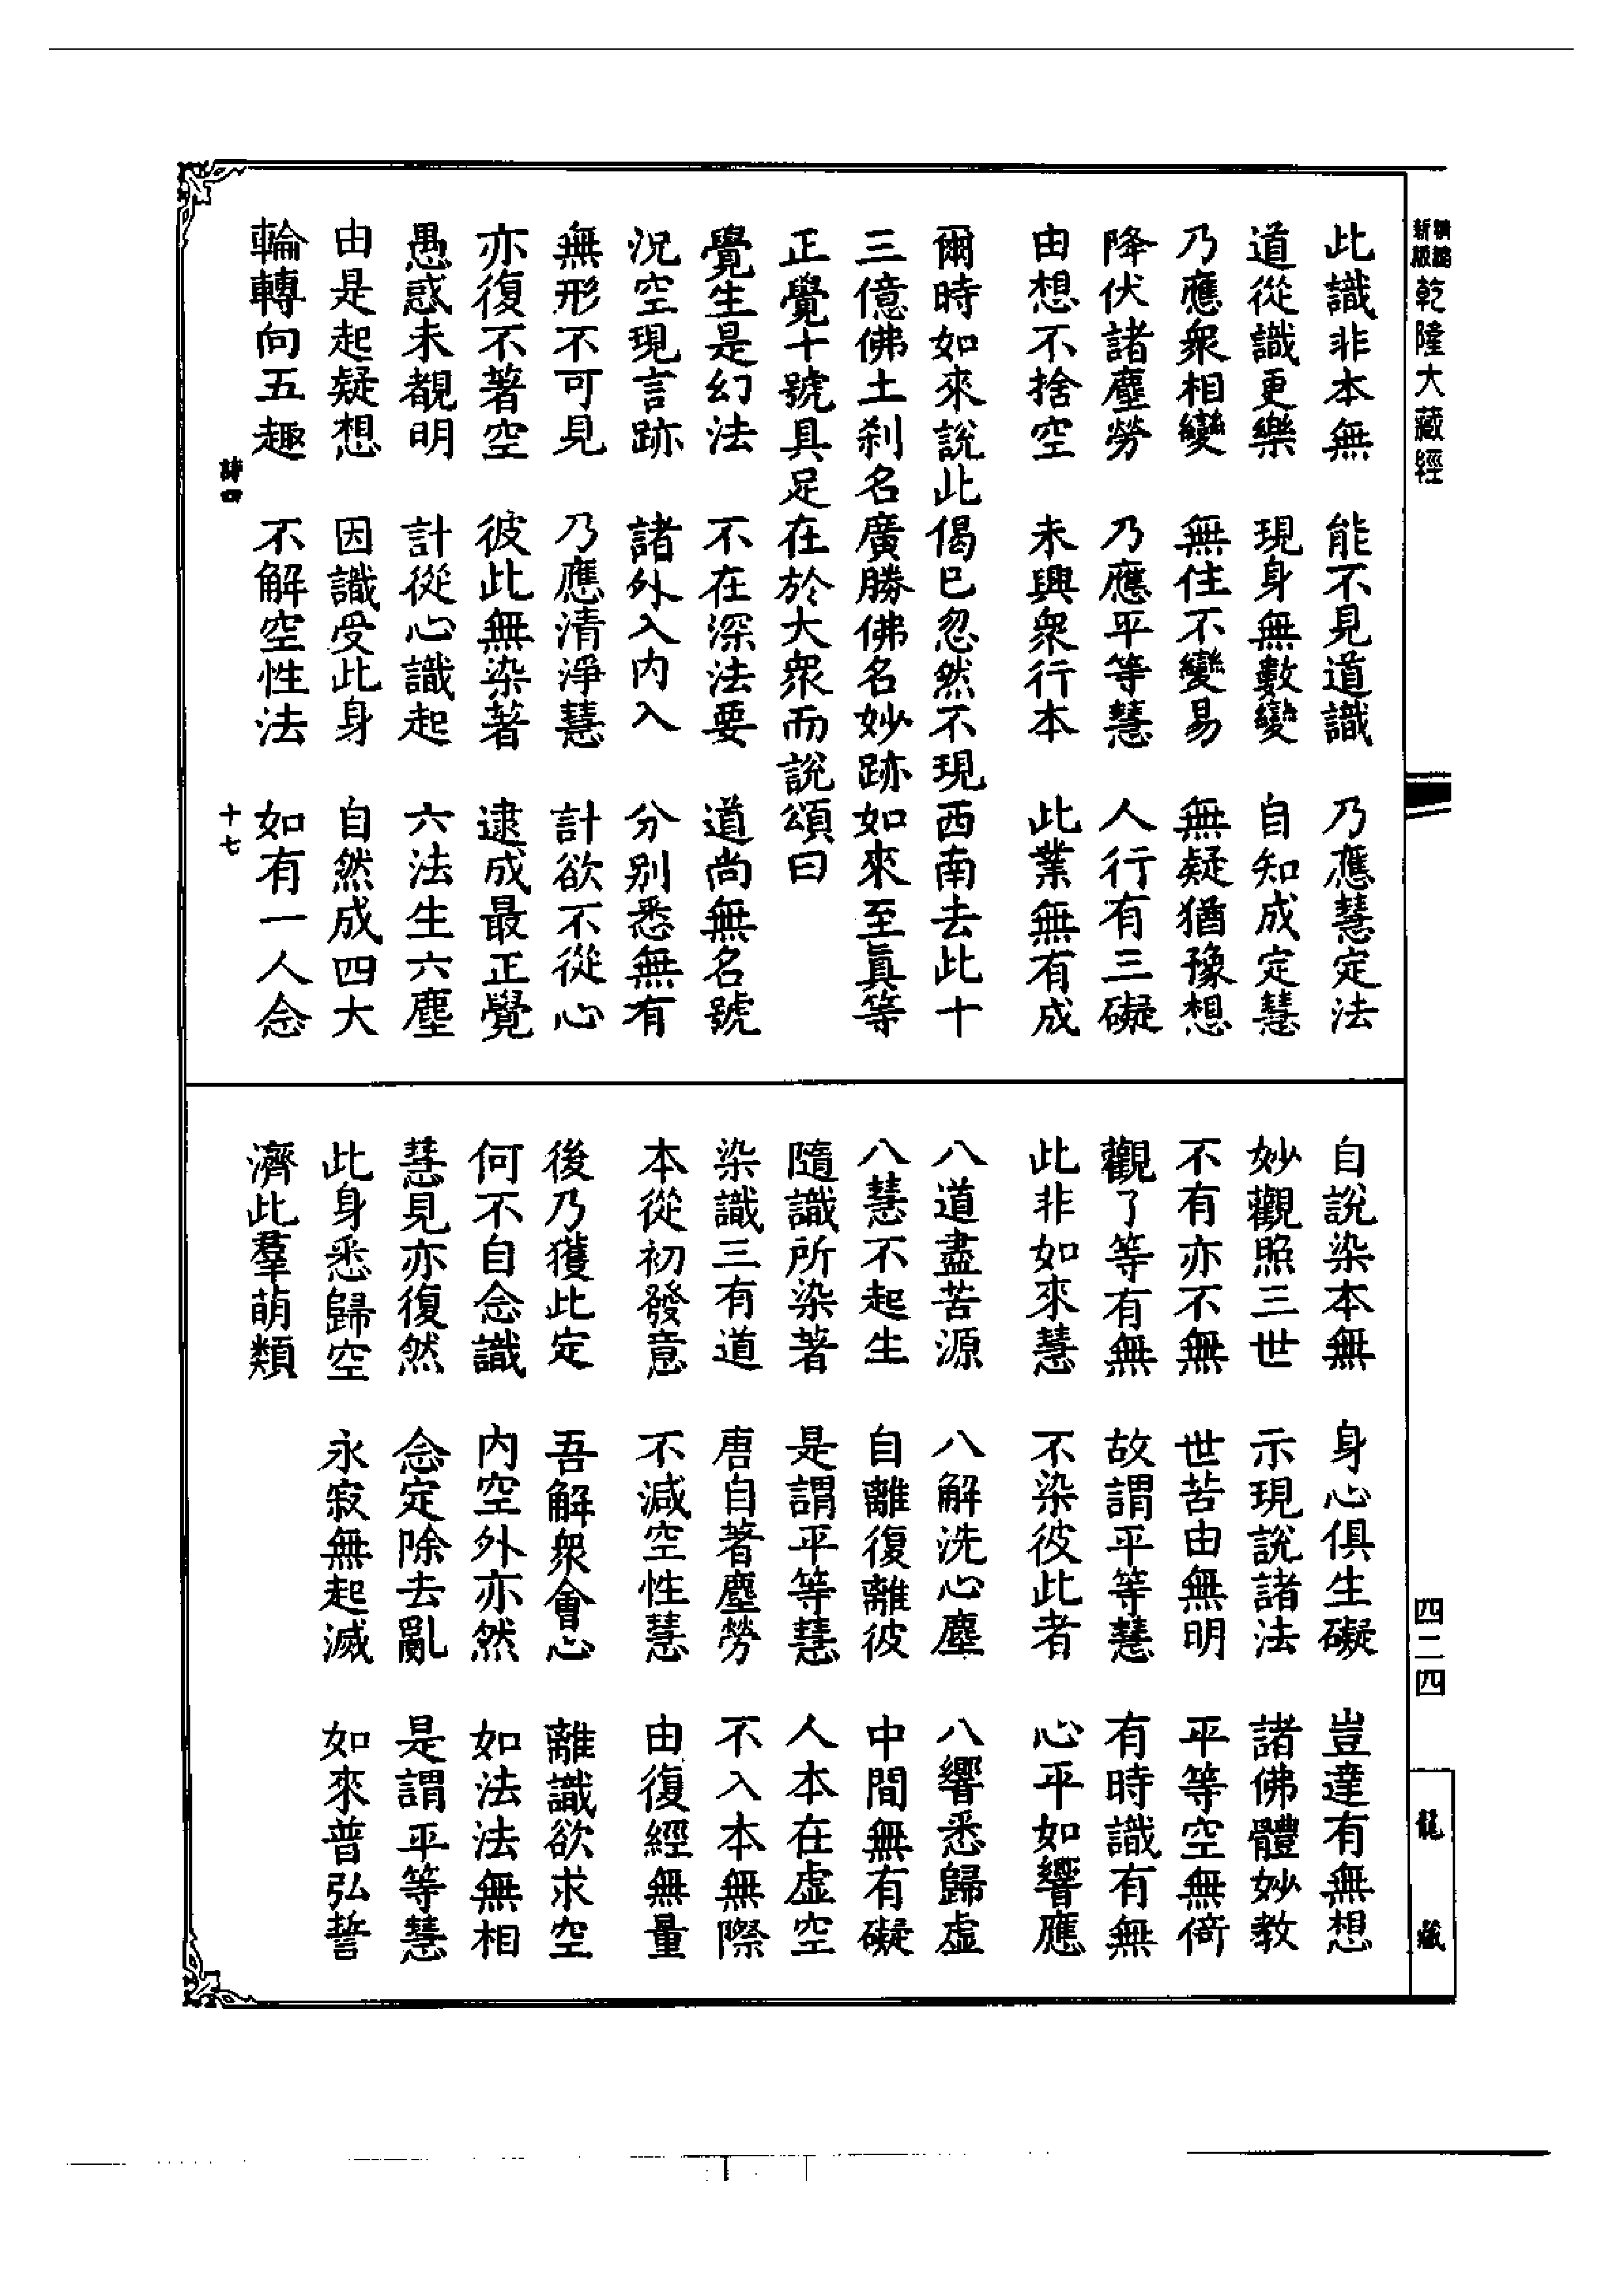 新版精縮乾隆大藏經
此識非本無　能不見道識　乃應慧定法
道從識更樂　現身無數變　自知成定慧
乃應衆相變　無住不變易　無疑猶豫想
降伏諸塵勞　乃應平等慧　人行有三礙
由想不捨空　未興衆行本　此業無有成
爾時如來說此偈已忽然不現西南去此十
三億佛土刹名廣勝佛名妙跡如來至眞等
正覺十號具足在於大衆而說頌曰
覺生是幻法　不在深法要　道尚無名號
況空現言跡　諸外入内入　分别悉無有
無形不可見　乃應清淨慧　計欲不從心
亦復不著空　彼此無染著　逮成最正覺
愚惑未覩明　計從心識起　六法生六塵
由是起疑想　因識受此身　自然成四大
輪轉向五趣　不解空性法　如有一人念
詩四　十七
自說染本無　身心俱生礙　豈達有無想
妙觀照三世　示現說諸法　諸佛體妙教
不有亦不無　世苦由無明　平等空無倚
觀了等有無　故謂平等慧　有時識有無
此非如來慧　不染彼此者　心平如響應
八道盡苦源　八解洗心塵　八響悉歸虛
八慧不起生　自離復離彼　中間無有礙
隨識所染著　是謂平等慧　人本在虛空
染識三有道　唐自著塵勞　不入本無際
本從初發意　不減空性慧　由復經無量
後乃獲此定　吾解衆會心　離識欲求空
何不自念識　内空外亦然　如法法無相
慧見亦復然　念定除去亂　是謂平等慧
此身悉歸空　永寂無起滅　如來普弘誓
濟此羣萌類
四二四
龍藏